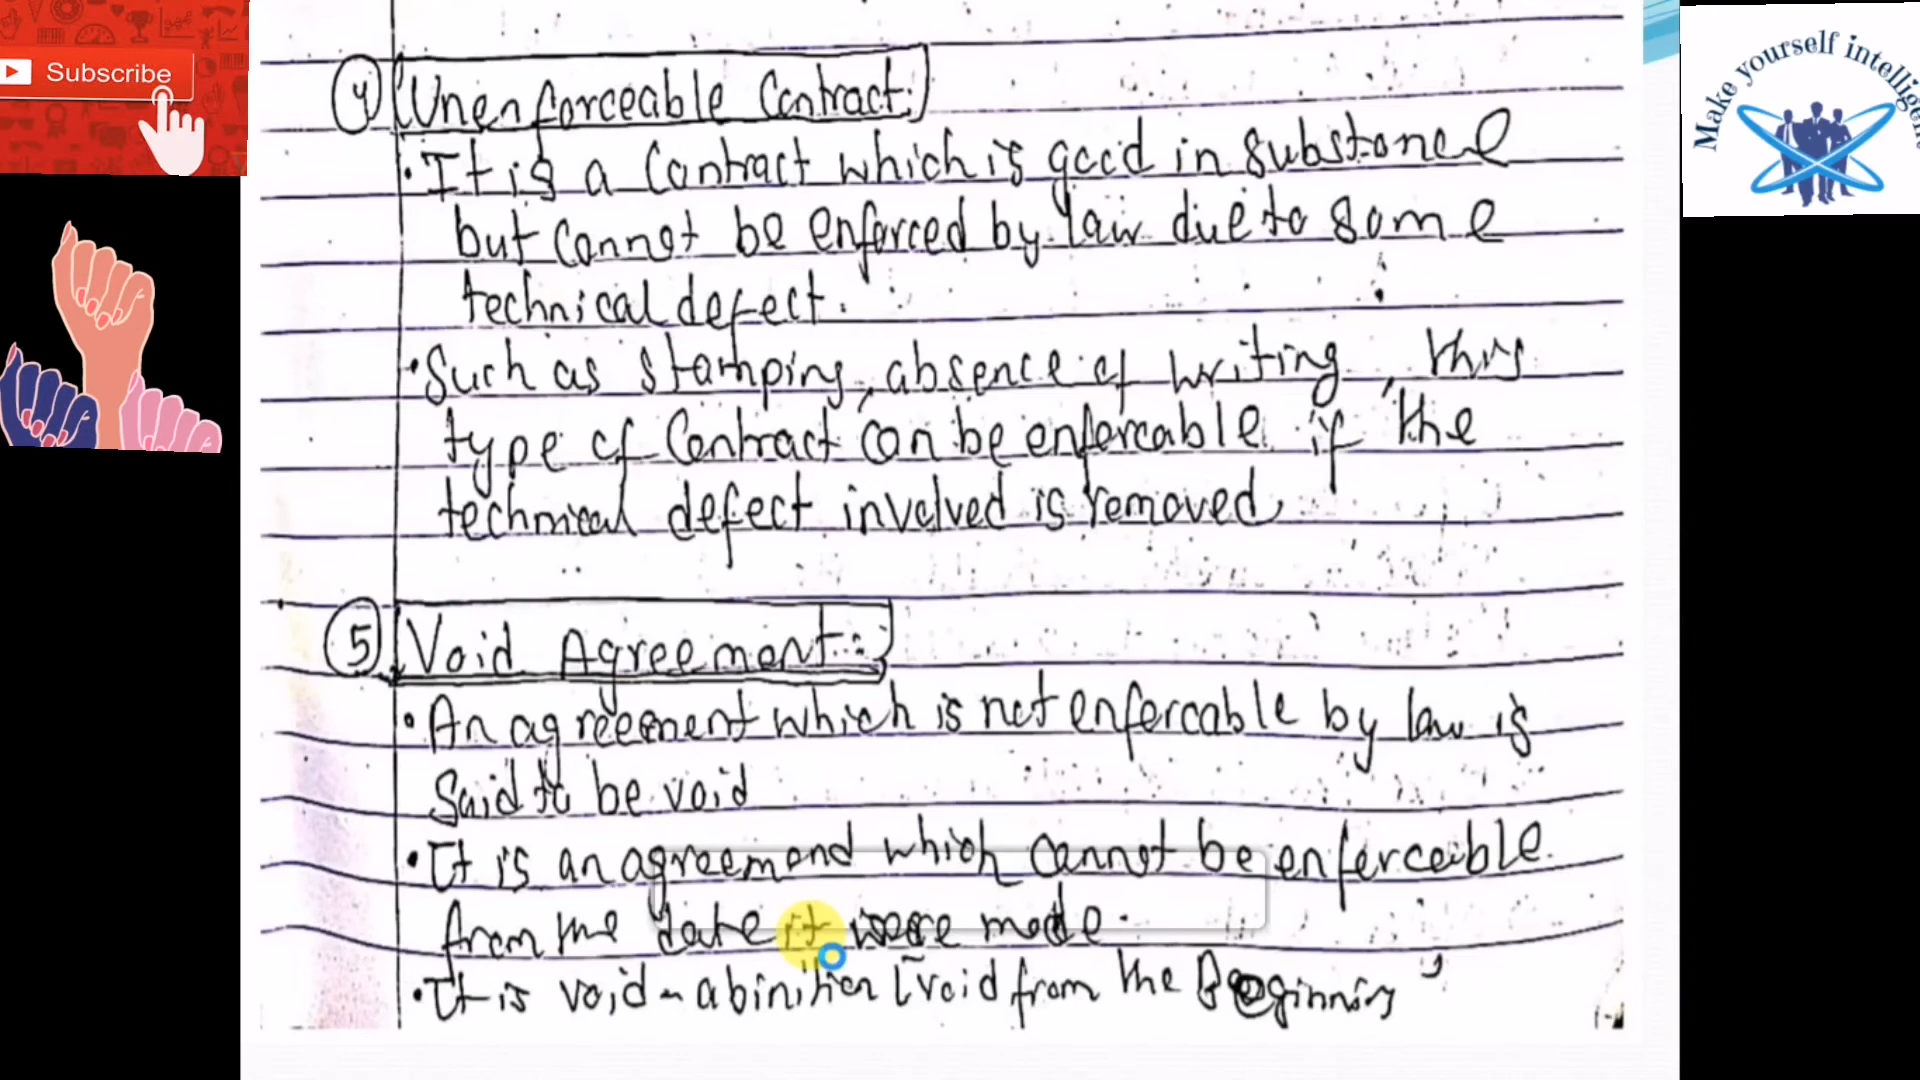 Subscribe
Make yourself intelligent
4 Unenforceable Contract:
• It is a Contract which is good in substance
but cannot be enforced by law due to some
technical defect.
• Such as stamping, absence of writing, this
type of Contract can be enforcable if the
technical defect involved is removed
5 Void Agreement:
• An agreement which is not enforcable by law is
Said to be void
• It is an agreemend which cannot be enforceible
from the date it were made.
• It is void - abinition (void from the Beginning)